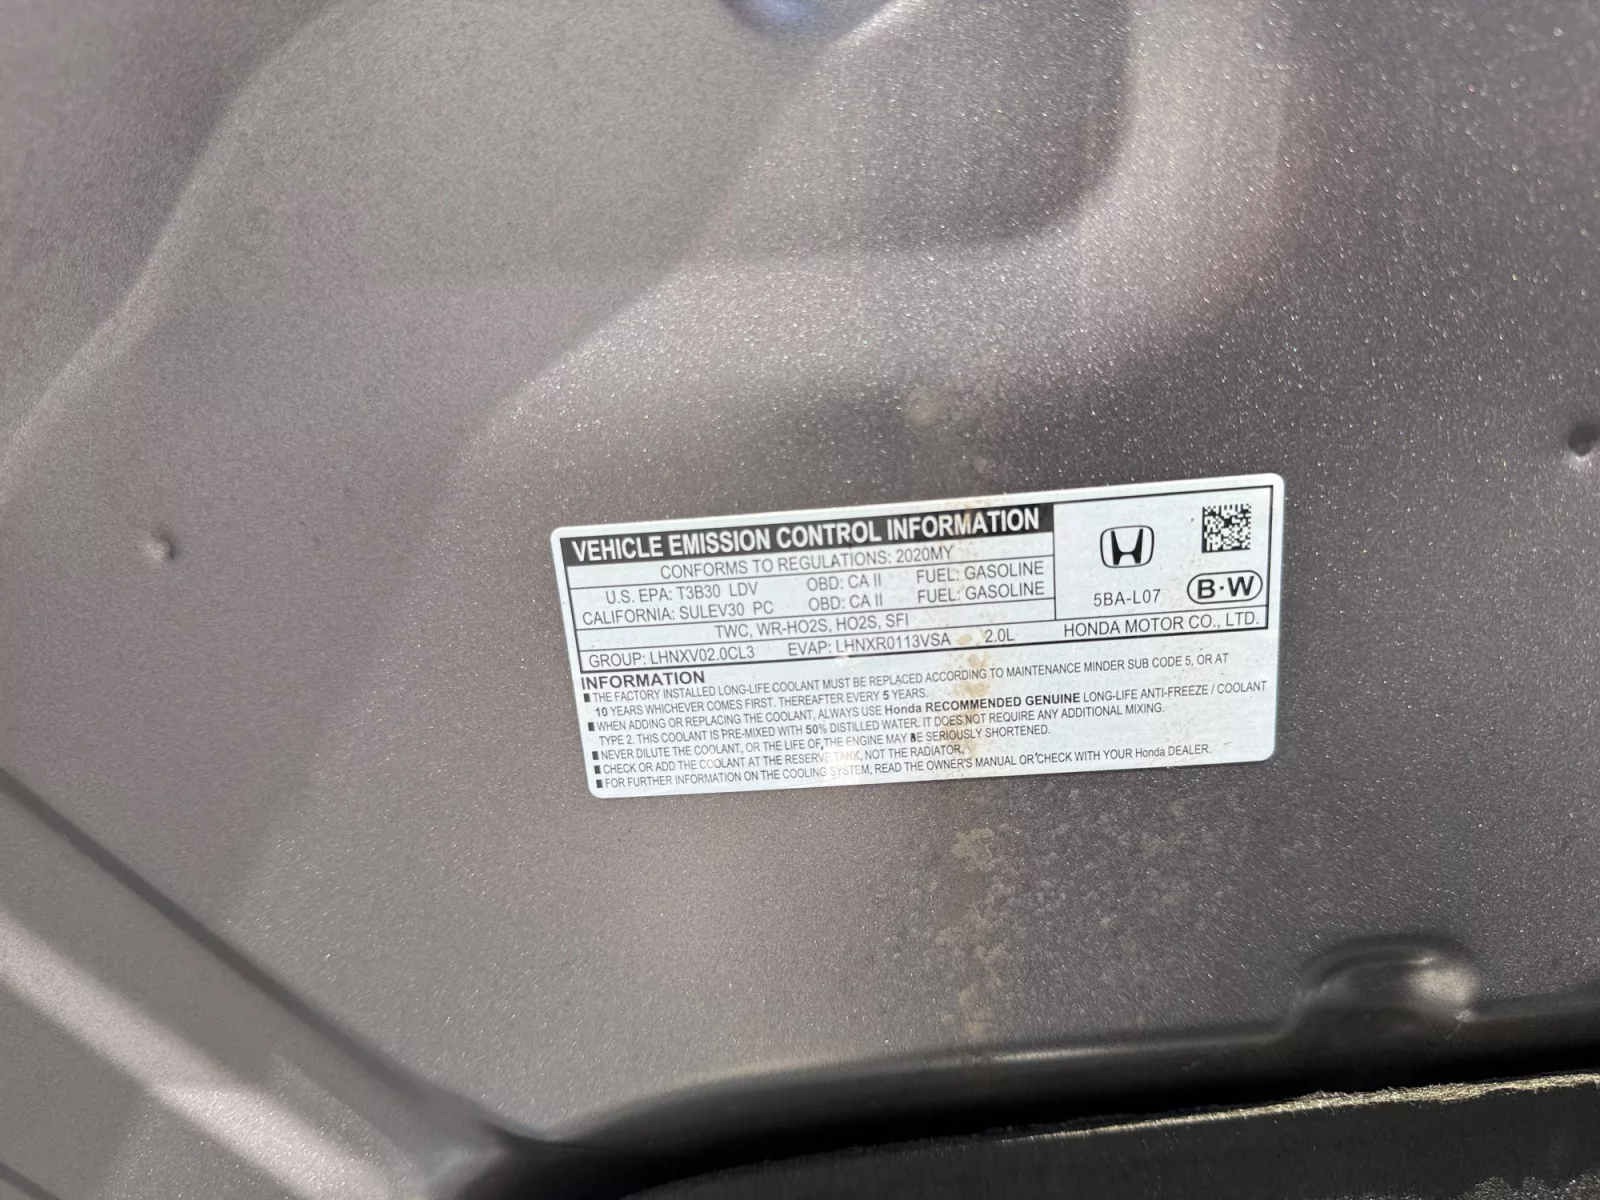 VEHICLE EMISSION CONTROL INFORMATION
CONFORMS TO REGULATIONS: 2020MY
U.S. EPA: T3B30 LDV OBD: CA II FUEL: GASOLINE
CALIFORNIA: SULEV30 PC OBD: CA II FUEL: GASOLINE
5BA-L07 B·W
TWC, WR-HO2S, HO2S, SFI
GROUP: LHNXV02.0CL3 EVAP: LHNXR0113VSA 2.0L HONDA MOTOR CO., LTD.
INFORMATION
■ THE FACTORY INSTALLED LONG-LIFE COOLANT MUST BE REPLACED ACCORDING TO MAINTENANCE MINDER SUB CODE 5, OR AT
10 YEARS WHICHEVER COMES FIRST. THEREAFTER EVERY 5 YEARS.
■ WHEN ADDING OR REPLACING THE COOLANT, ALWAYS USE Honda RECOMMENDED GENUINE LONG-LIFE ANTI-FREEZE / COOLANT
TYPE 2. THIS COOLANT IS PRE-MIXED WITH 50% DISTILLED WATER. IT DOES NOT REQUIRE ANY ADDITIONAL MIXING.
■ NEVER DILUTE THE COOLANT, OR THE LIFE OF THE ENGINE MAY BE SERIOUSLY SHORTENED.
■ CHECK OR ADD THE COOLANT AT THE RESERVE TANK, NOT THE RADIATOR.
■ FOR FURTHER INFORMATION ON THE COOLING SYSTEM, READ THE OWNER'S MANUAL OR CHECK WITH YOUR Honda DEALER.